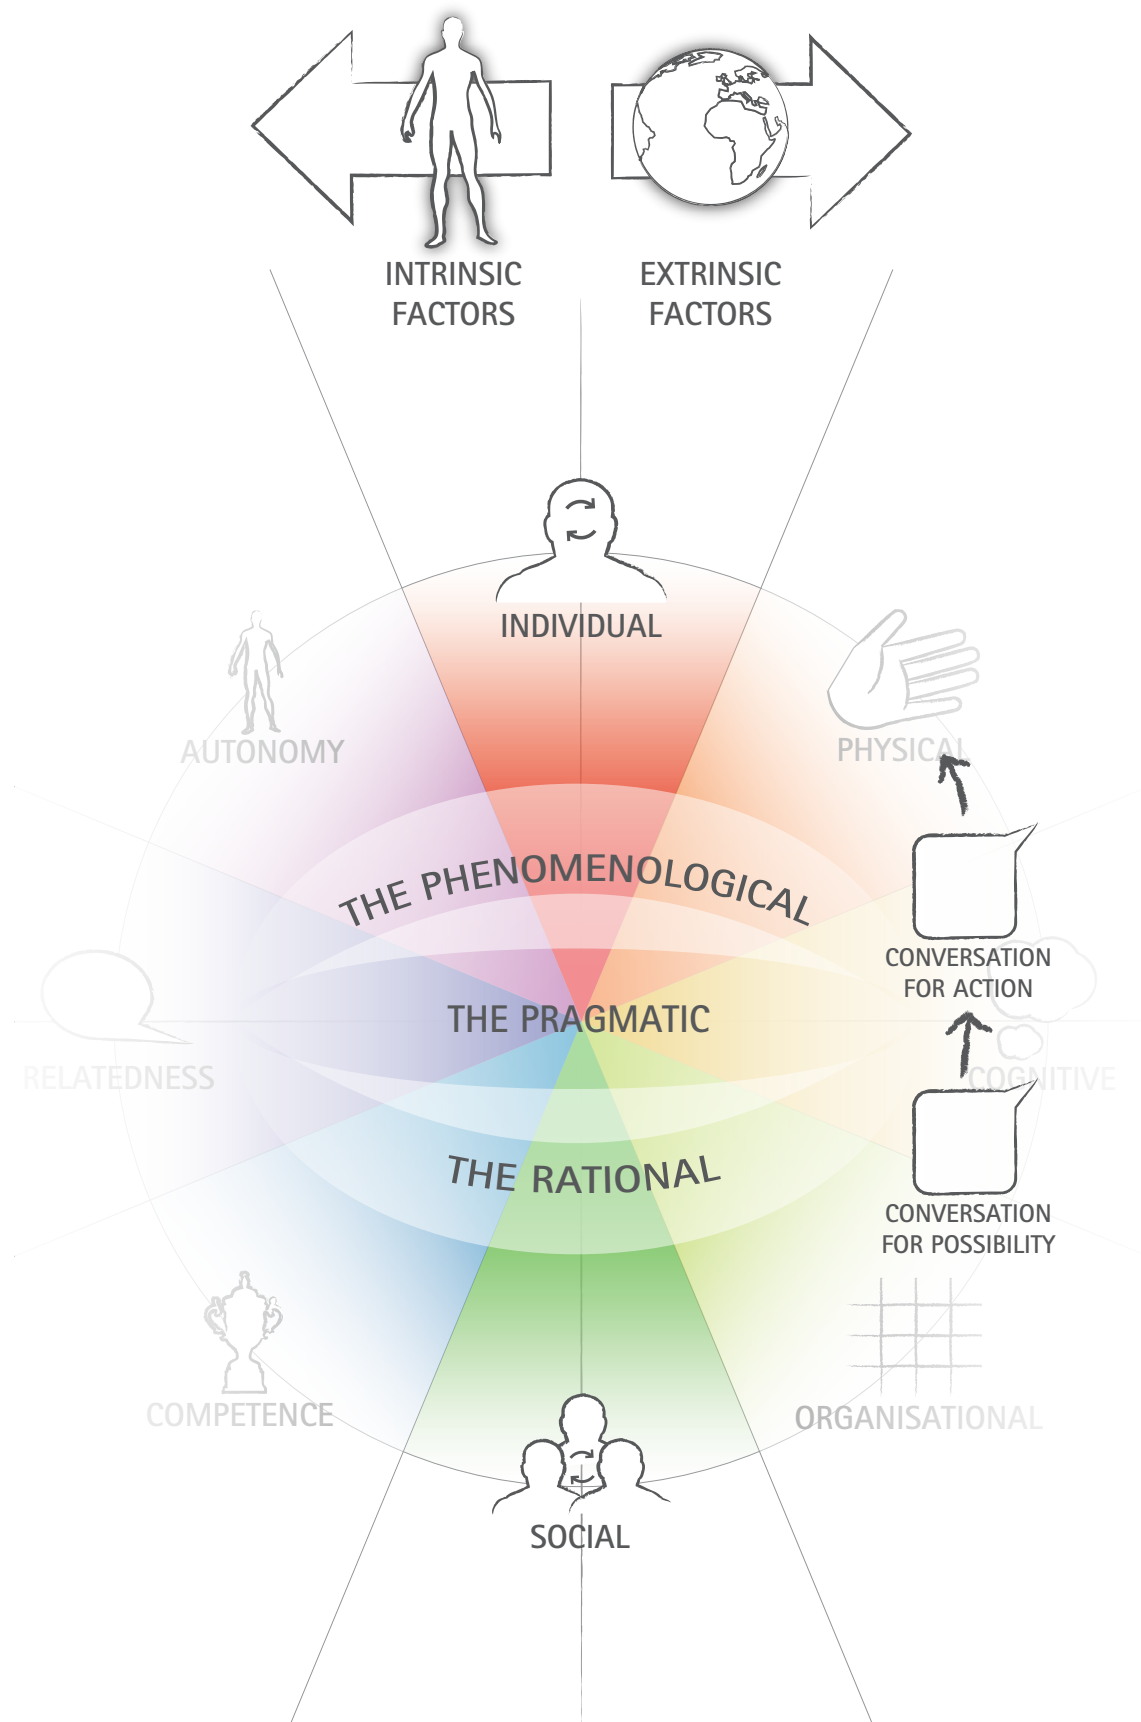 INTRINSIC
FACTORS
EXTRINSIC
FACTORS
INDIVIDUAL
AUTONOMY
PHYSICAL
THE PHENOMENOLOGICAL
CONVERSATION
FOR ACTION
THE PRAGMATIC
RELATEDNESS
COGNITIVE
THE RATIONAL
CONVERSATION
FOR POSSIBILITY
COMPETENCE
ORGANISATIONAL
SOCIAL